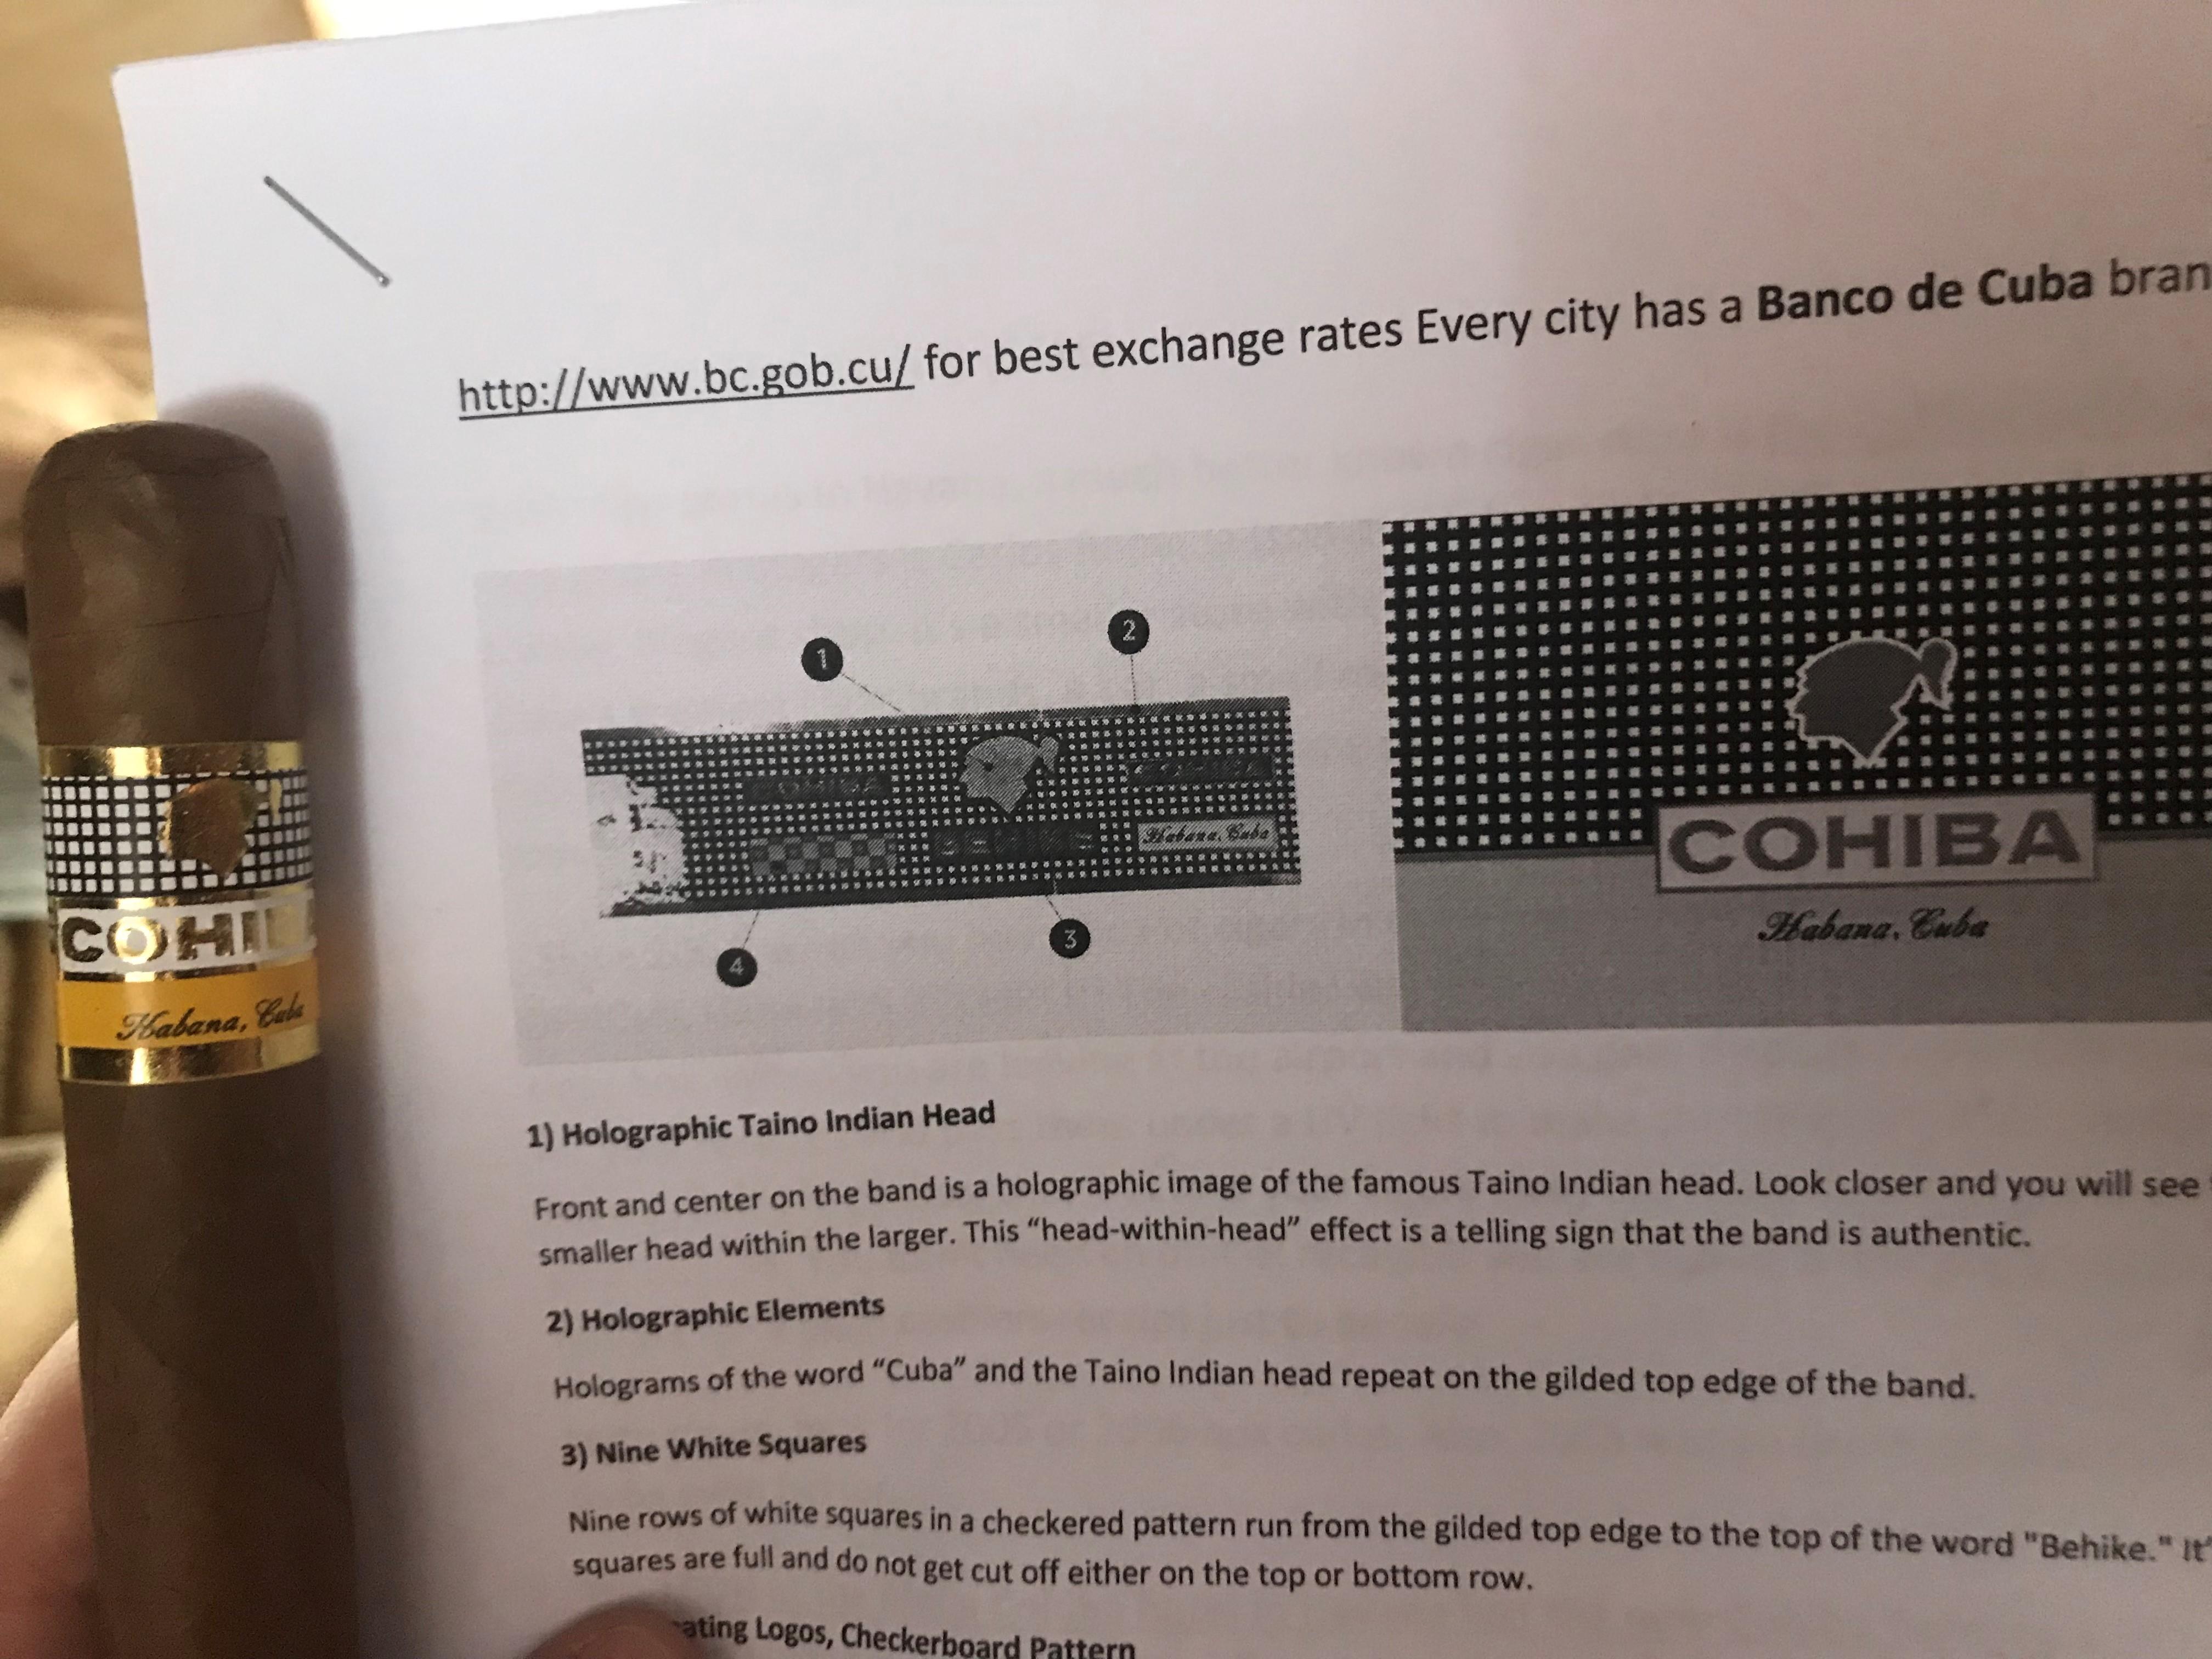 http://www.bc.gob.cu/ for best exchange rates Every city has a Banco de Cuba bran
1
2
COHIBA
Habana, Cuba
COHIBA
Habana, Cuba
4
3
COHI
Habana, Cuba
1) Holographic Taino Indian Head
Front and center on the band is a holographic image of the famous Taino Indian head. Look closer and you will see
smaller head within the larger. This “head-within-head” effect is a telling sign that the band is authentic.
2) Holographic Elements
Holograms of the word “Cuba” and the Taino Indian head repeat on the gilded top edge of the band.
3) Nine White Squares
Nine rows of white squares in a checkered pattern run from the gilded top edge to the top of the word "Behike." It'
squares are full and do not get cut off either on the top or bottom row.
ating Logos, Checkerboard Pattern